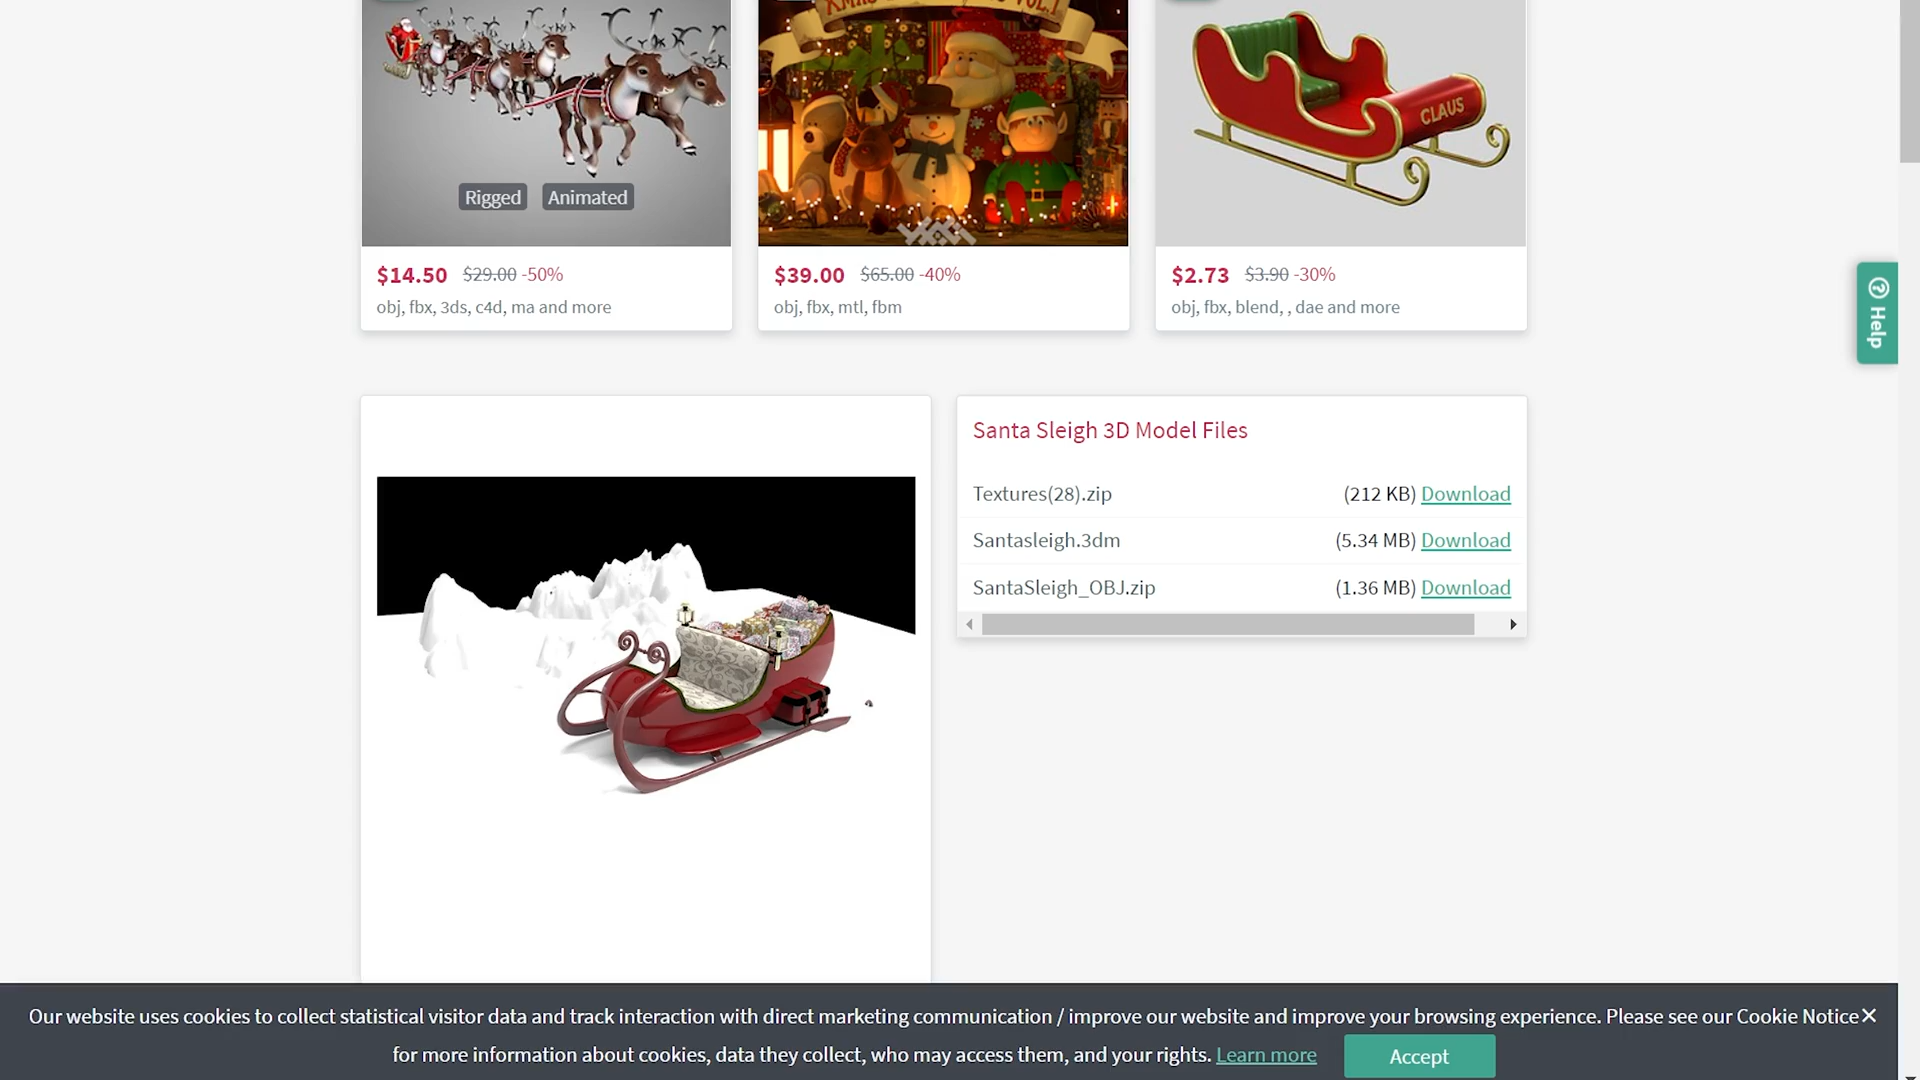 Rigged Animated
$14.50 $29.00 -50%
obj, fbx, 3ds, c4d, ma and more
$39.00 $65.00 -40%
obj, fbx, mtl, fbm
CLAUS
$2.73 $3.90 -30%
obj, fbx, blend, , dae and more
Help
Santa Sleigh 3D Model Files
Textures(28).zip (212 KB) Download
Santasleigh.3dm (5.34 MB) Download
SantaSleigh_OBJ.zip (1.36 MB) Download
Our website uses cookies to collect statistical visitor data and track interaction with direct marketing communication / improve our website and improve your browsing experience. Please see our Cookie Notice
for more information about cookies, data they collect, who may access them, and your rights. Learn more Accept